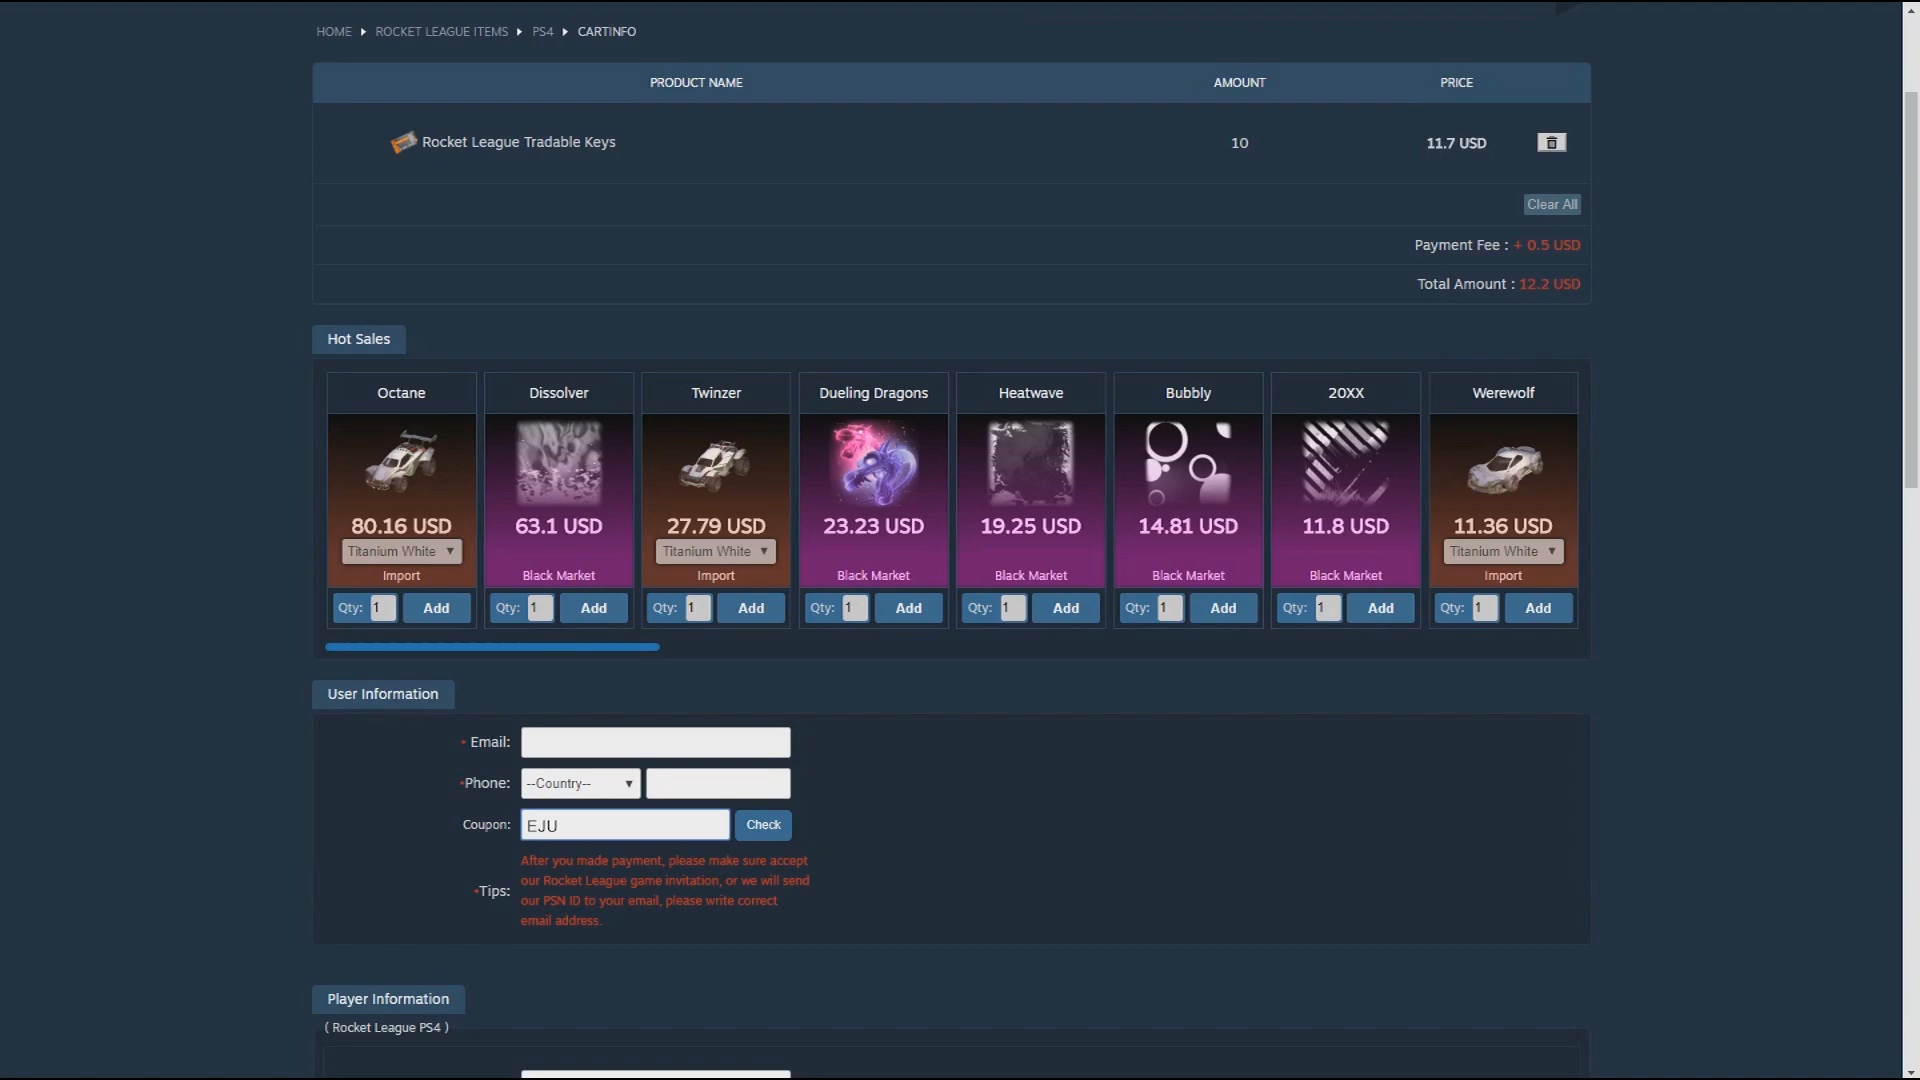 HOME ROCKET LEAGUE ITEMS PS4 CARTINFO
PRODUCT NAME AMOUNT PRICE
Rocket League Tradable Keys 10 11.7 USD
Clear All
Payment Fee : + 0.5 USD
Total Amount : 12.2 USD
Hot Sales
Octane Dissolver Twinzer Dueling Dragons Heatwave Bubbly 20XX Werewolf
80.16 USD 63.1 USD 27.79 USD 23.23 USD 19.25 USD 14.81 USD 11.8 USD 11.36 USD
Titanium White Titanium White Titanium White
Import Black Market Import Black Market Black Market Black Market Black Market Import
Qty: 1 Add Qty: 1 Add Qty: 1 Add Qty: 1 Add Qty: 1 Add Qty: 1 Add Qty: 1 Add Qty: 1 Add
User Information
* Email:
*Phone: --Country--
Coupon: EJU Check
After you made payment, please make sure accept
our Rocket League game invitation, or we will send
*Tips:
our PSN ID to your email, please write correct
email address.
Player Information
( Rocket League PS4 )